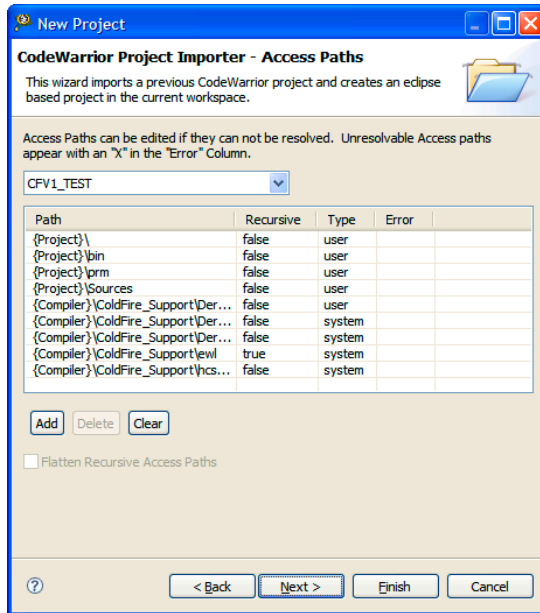 New Project
CodeWarrior Project Importer - Access Paths
This wizard imports a previous CodeWarrior project and creates an eclipse
based project in the current workspace.
Access Paths can be edited if they can not be resolved. Unresolvable Access paths
appear with an "X" in the "Error" Column.
CFV1_TEST
Path Recursive Type Error
{Project}\ false user
{Project}\bin false user
{Project}\prm false user
{Project}\Sources false user
{Compiler}\ColdFire_Support\Der... false user
{Compiler}\ColdFire_Support\Der... false system
{Compiler}\ColdFire_Support\Der... false system
{Compiler}\ColdFire_Support\ewl true system
{Compiler}\ColdFire_Support\hcs... false system
Add Delete Clear
Flatten Recursive Access Paths
? < Back Next > Finish Cancel